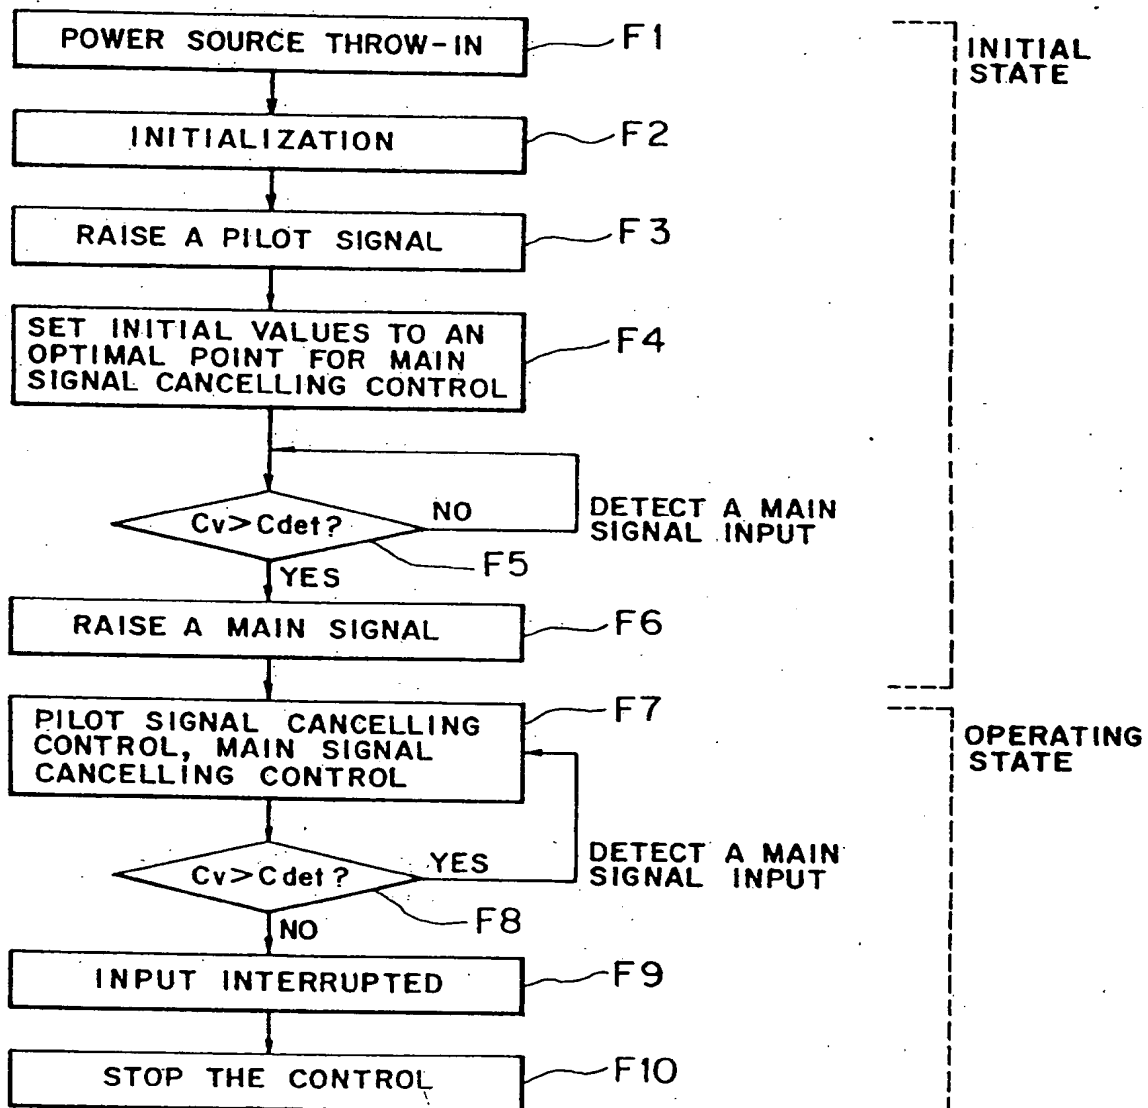 POWER SOURCE THROW-IN
F1
INITIAL
STATE
INITIALIZATION
F2
RAISE A PILOT SIGNAL
F3
SET INITIAL VALUES TO AN
OPTIMAL POINT FOR MAIN
SIGNAL CANCELLING CONTROL
F4
Cv>Cdet?
NO
DETECT A MAIN
SIGNAL INPUT
F5
YES
RAISE A MAIN SIGNAL
F6
PILOT SIGNAL CANCELLING
CONTROL, MAIN SIGNAL
CANCELLING CONTROL
F7
OPERATING
STATE
Cv>Cdet?
YES
DETECT A MAIN
SIGNAL INPUT
F8
NO
INPUT INTERRUPTED
F9
STOP THE CONTROL
F10